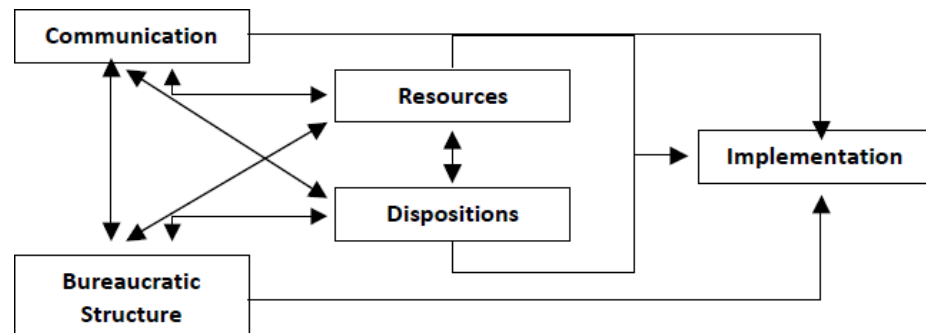 Communication
Resources
Implementation
Dispositions
Bureaucratic
Structure